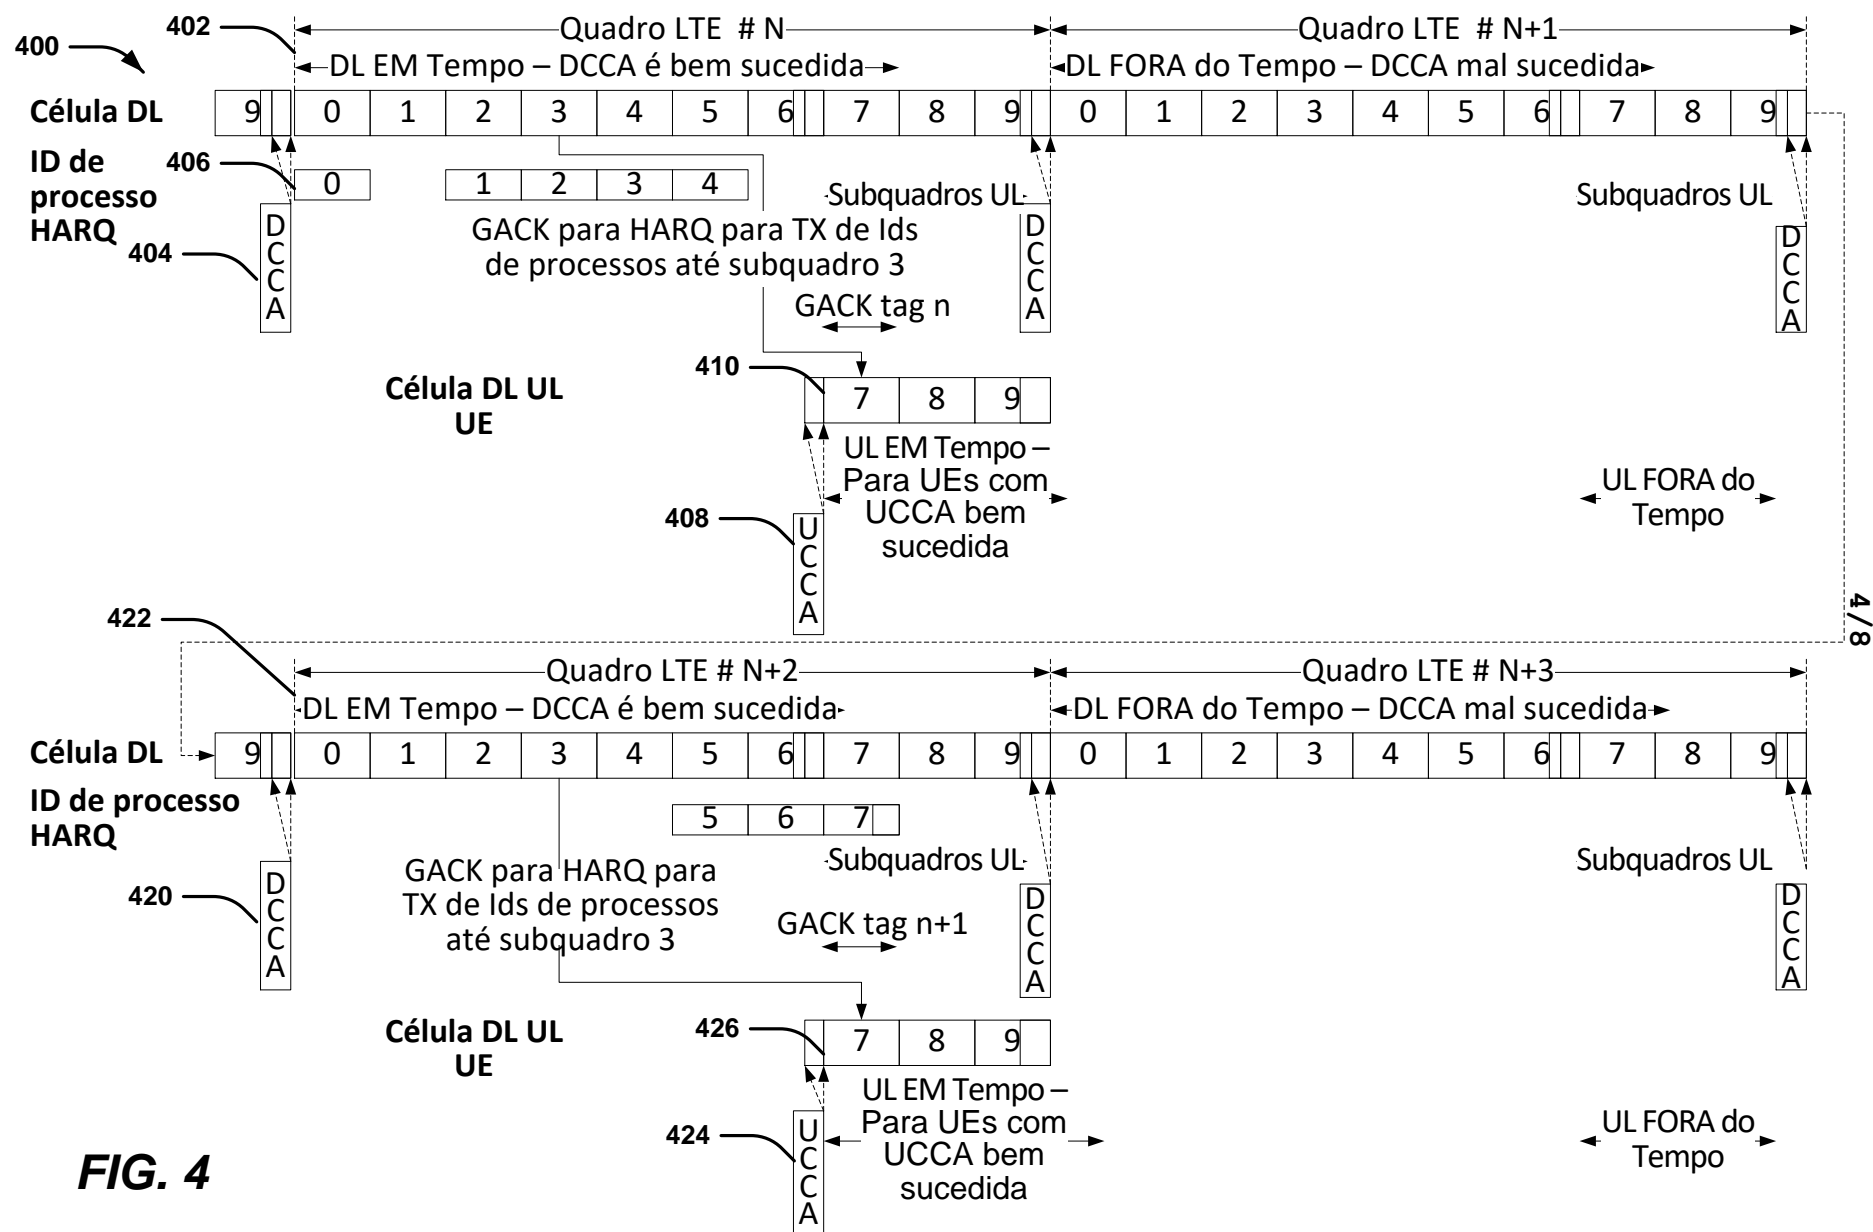 402
Quadro LTE # N
Quadro LTE # N+1
400
DL EM Tempo – DCCA é bem sucedida
DL FORA do Tempo – DCCA mal sucedida
Célula DL
9 0 1 2 3 4 5 6 7 8 9 0 1 2 3 4 5 6 7 8 9
ID de processo HARQ
406
0 1 2 3 4
Subquadros UL
Subquadros UL
404
DCCA
GACK para HARQ para TX de Ids
de processos até subquadro 3
DCCA
DCCA
GACK tag n
410
Célula DL UL
UE
7 8 9
UL EM Tempo –
Para UEs com
UCCA bem
sucedida
UL FORA do
Tempo
408
UCCA
4/8
422
Quadro LTE # N+2
Quadro LTE # N+3
DL EM Tempo – DCCA é bem sucedida
DL FORA do Tempo – DCCA mal sucedida
Célula DL
9 0 1 2 3 4 5 6 7 8 9 0 1 2 3 4 5 6 7 8 9
ID de processo
HARQ
5 6 7
Subquadros UL
Subquadros UL
420
DCCA
GACK para HARQ para
TX de Ids de processos
até subquadro 3
DCCA
DCCA
GACK tag n+1
Célula DL UL
UE
426
7 8 9
UL EM Tempo –
Para UEs com
UCCA bem
sucedida
UL FORA do
Tempo
424
UCCA
FIG. 4